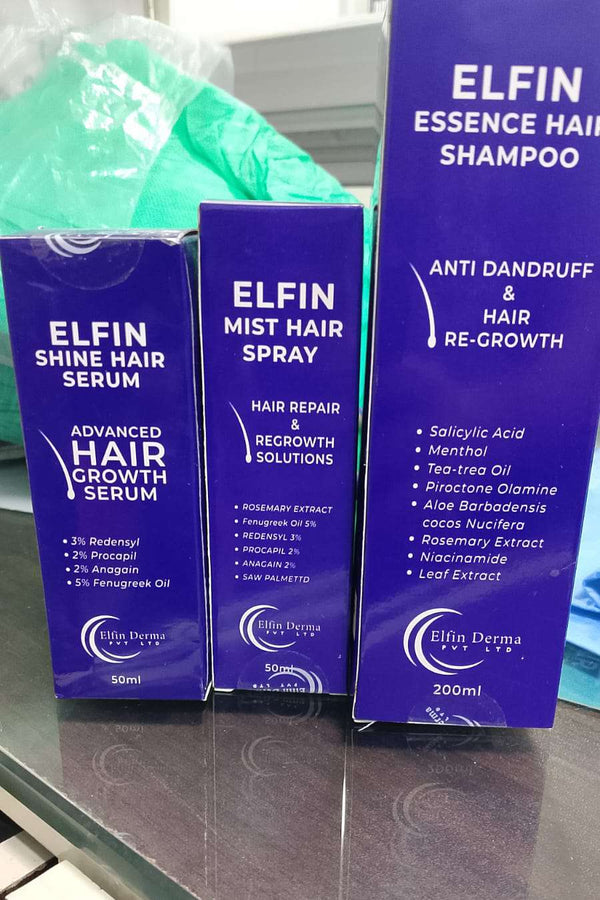 ELFIN
SHINE HAIR
SERUM
ADVANCED
HAIR
GROWTH
SERUM
• 3% Redensyl
• 2% Procapil
• 2% Anagain
• 5% Fenugreek Oil
Elfin Derma
PVT LTD
50ml
ELFIN
MIST HAIR
SPRAY
HAIR REPAIR
&
REGROWTH
SOLUTIONS
• ROSEMARY EXTRACT
• Fenugreek Oil 5%
• REDENSYL 3%
• PROCAPIL 2%
• ANAGAIN 2%
• SAW PALMETTD
Elfin Derma
PVT LTD
50ml
Elfin Derma
ELFIN
ESSENCE HAIR
SHAMPOO
ANTI DANDRUFF
&
HAIR
RE-GROWTH
• Salicylic Acid
• Menthol
• Tea-trea Oil
• Piroctone Olamine
• Aloe Barbadensis
cocos Nucifera
• Rosemary Extract
• Niacinamide
• Leaf Extract
Elfin Derma
PVT LTD
200ml